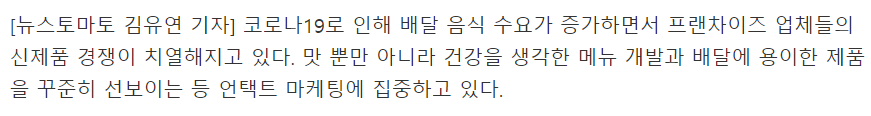 [뉴스토마토 김유연 기자] 코로나19로 인해 배달 음식 수요가 증가하면서 프랜차이즈 업체들의
신제품 경쟁이 치열해지고 있다. 맛 뿐만 아니라 건강을 생각한 메뉴 개발과 배달에 용이한 제품
을 꾸준히 선보이는 등 언택트 마케팅에 집중하고 있다.